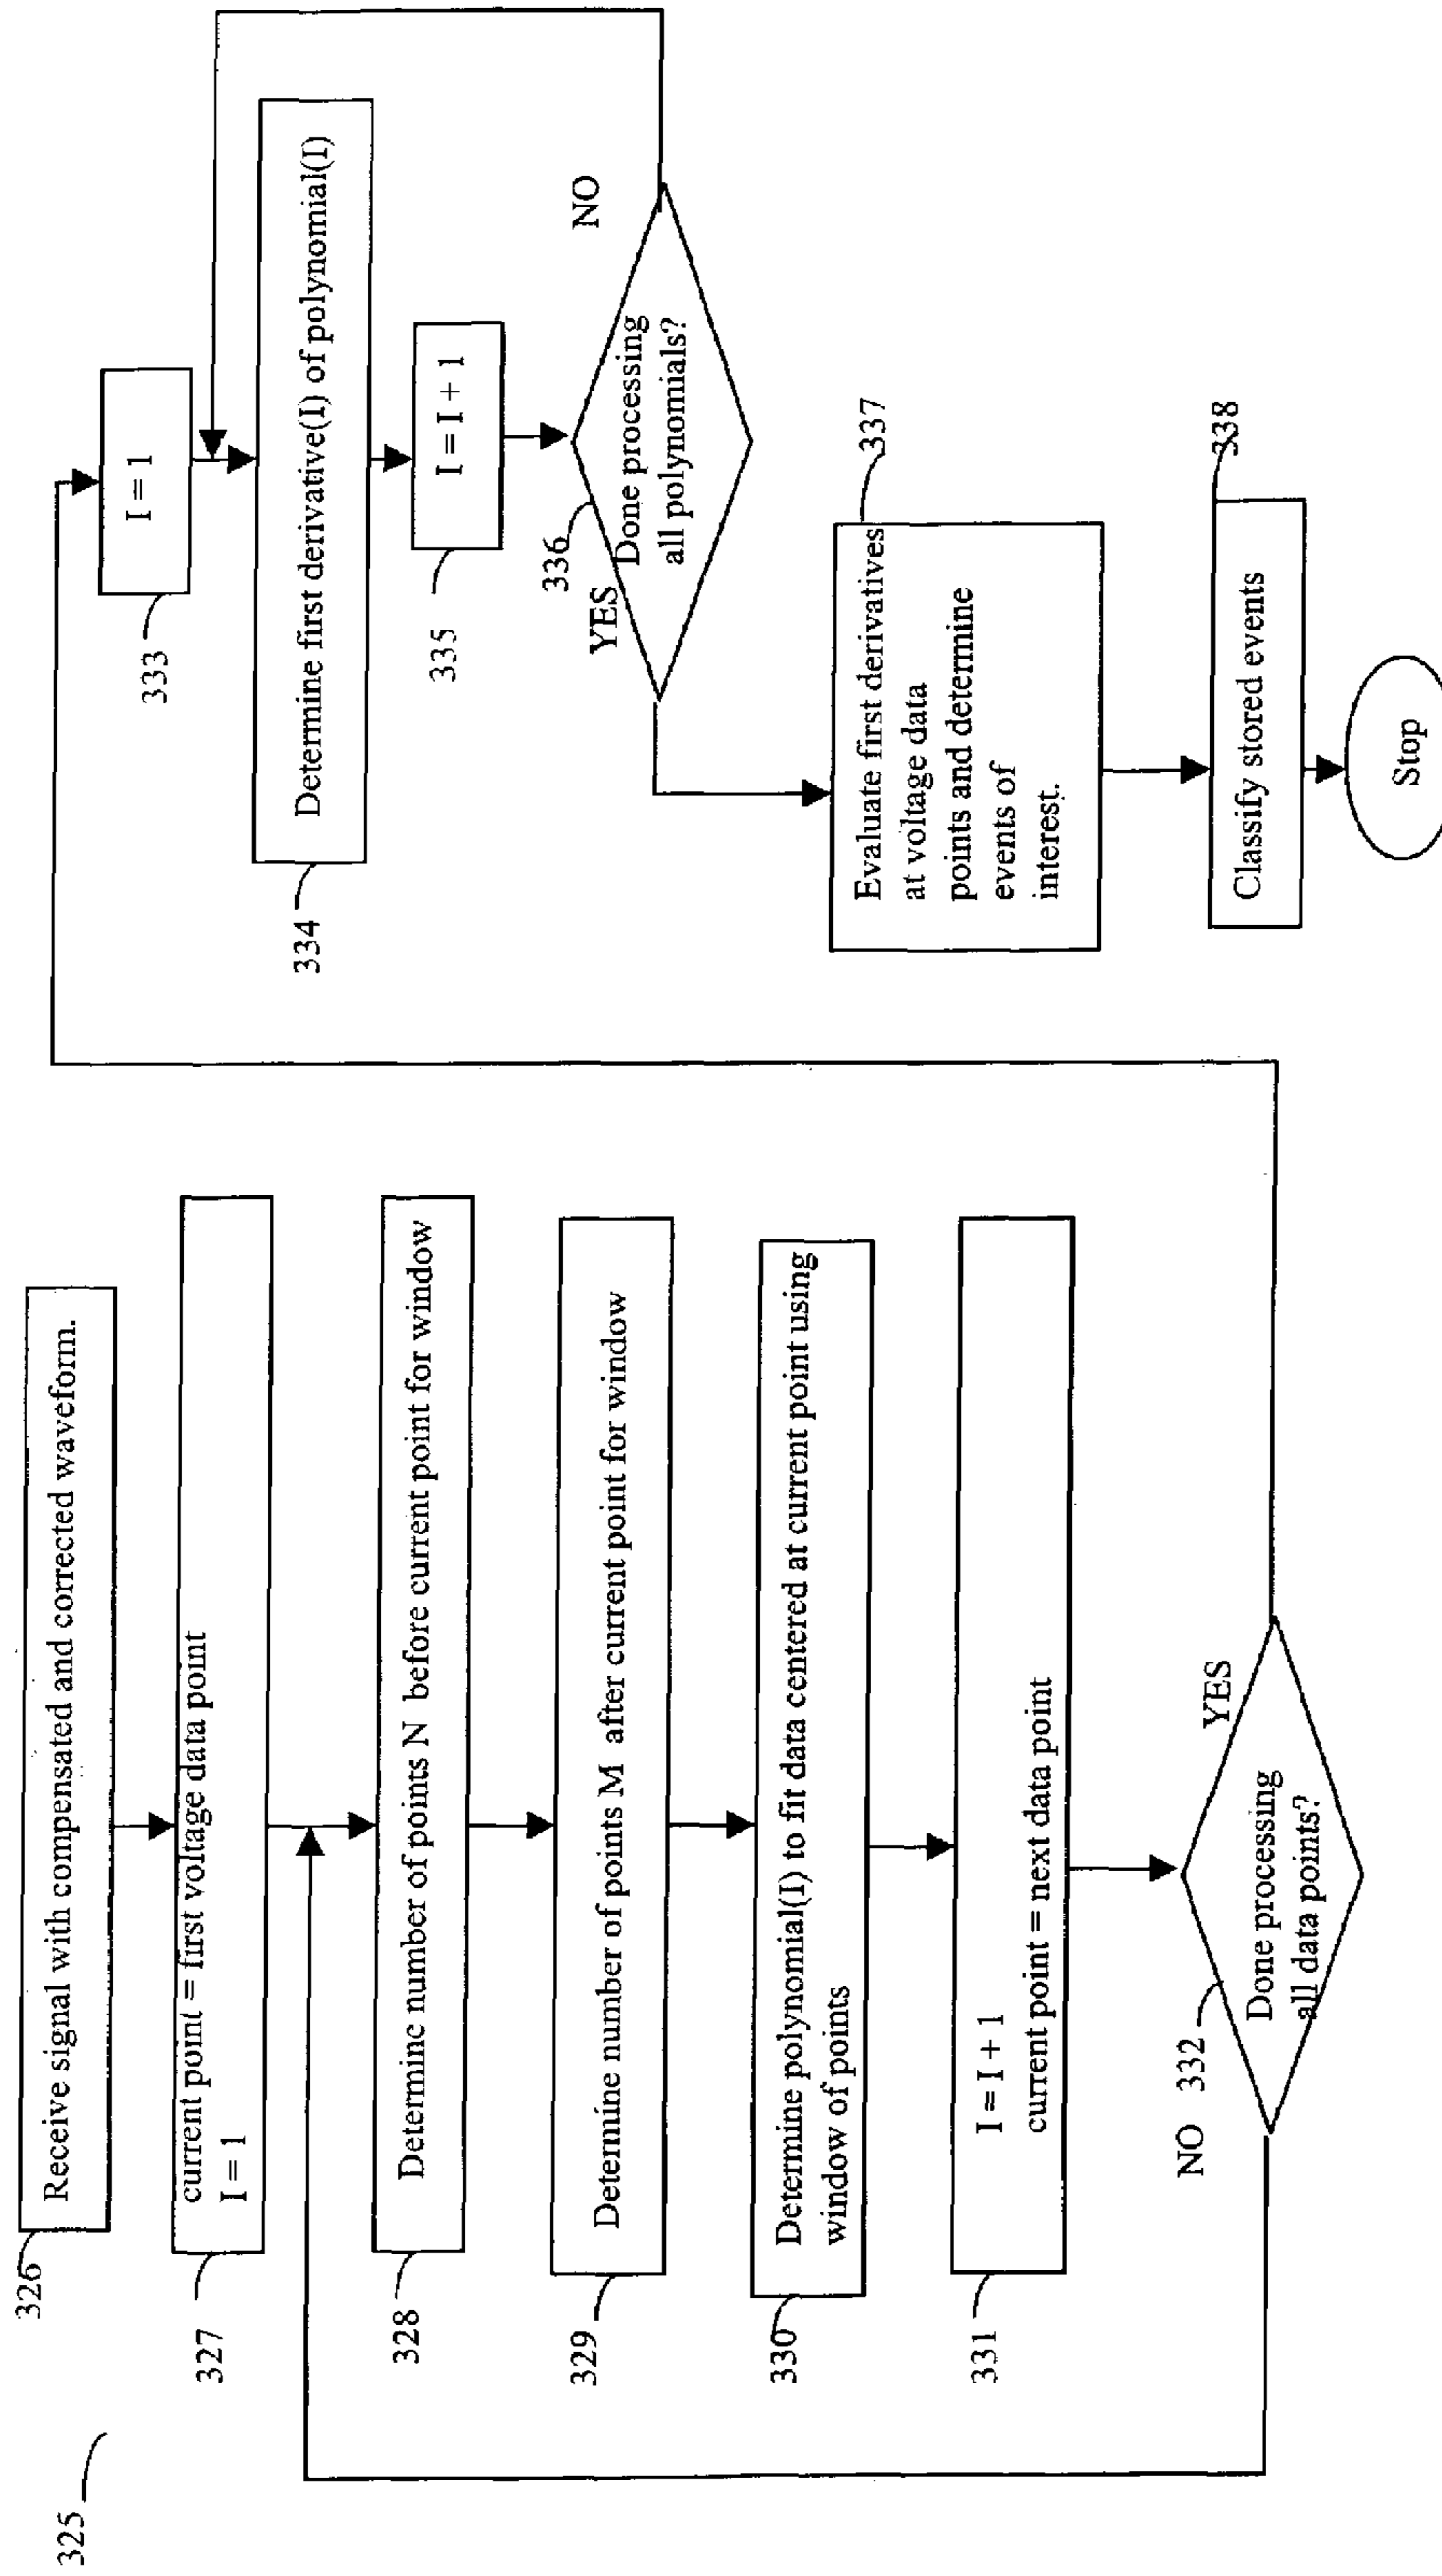 325
326
Receive signal with compensated and corrected waveform.
327
current point = first voltage data point
I = 1
328
Determine number of points N before current point for window
329
Determine number of points M after current point for window
330
Determine polynomial(I) to fit data centered at current point using
window of points
331
I = I + 1
current point = next data point
NO
332
Done processing
all data points?
YES
333
I = 1
334
Determine first derivative(I) of polynomial(I)
335
I = I + 1
336
Done processing
all polynomials?
NO
YES
337
Evaluate first derivatives
at voltage data
points and determine
events of
interest.
338
Classify stored events
Stop